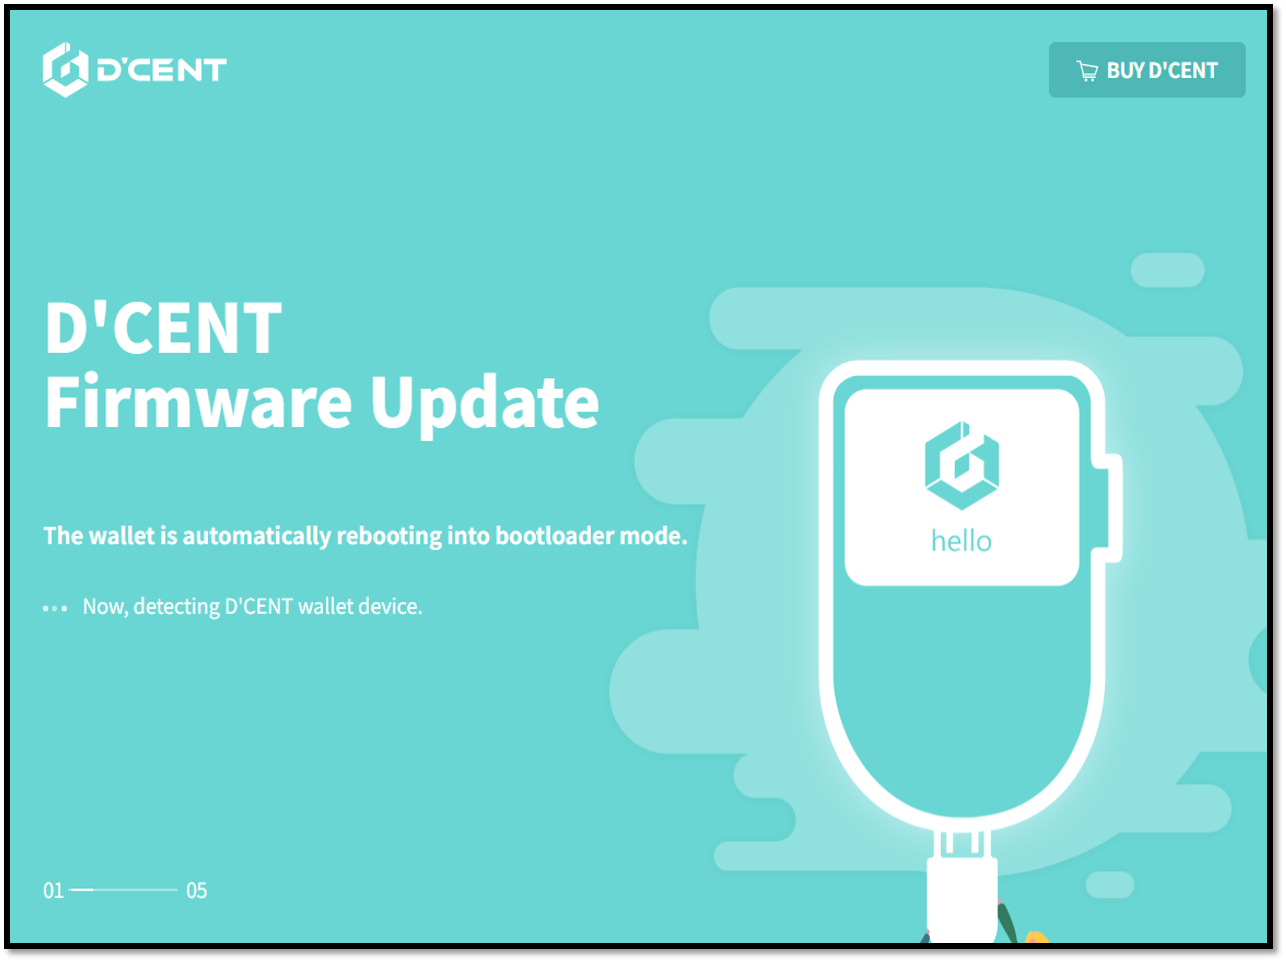 D'CENT
BUY D'CENT
D'CENT
Firmware Update
The wallet is automatically rebooting into bootloader mode.
Now, detecting D'CENT wallet device.
hello
01 05